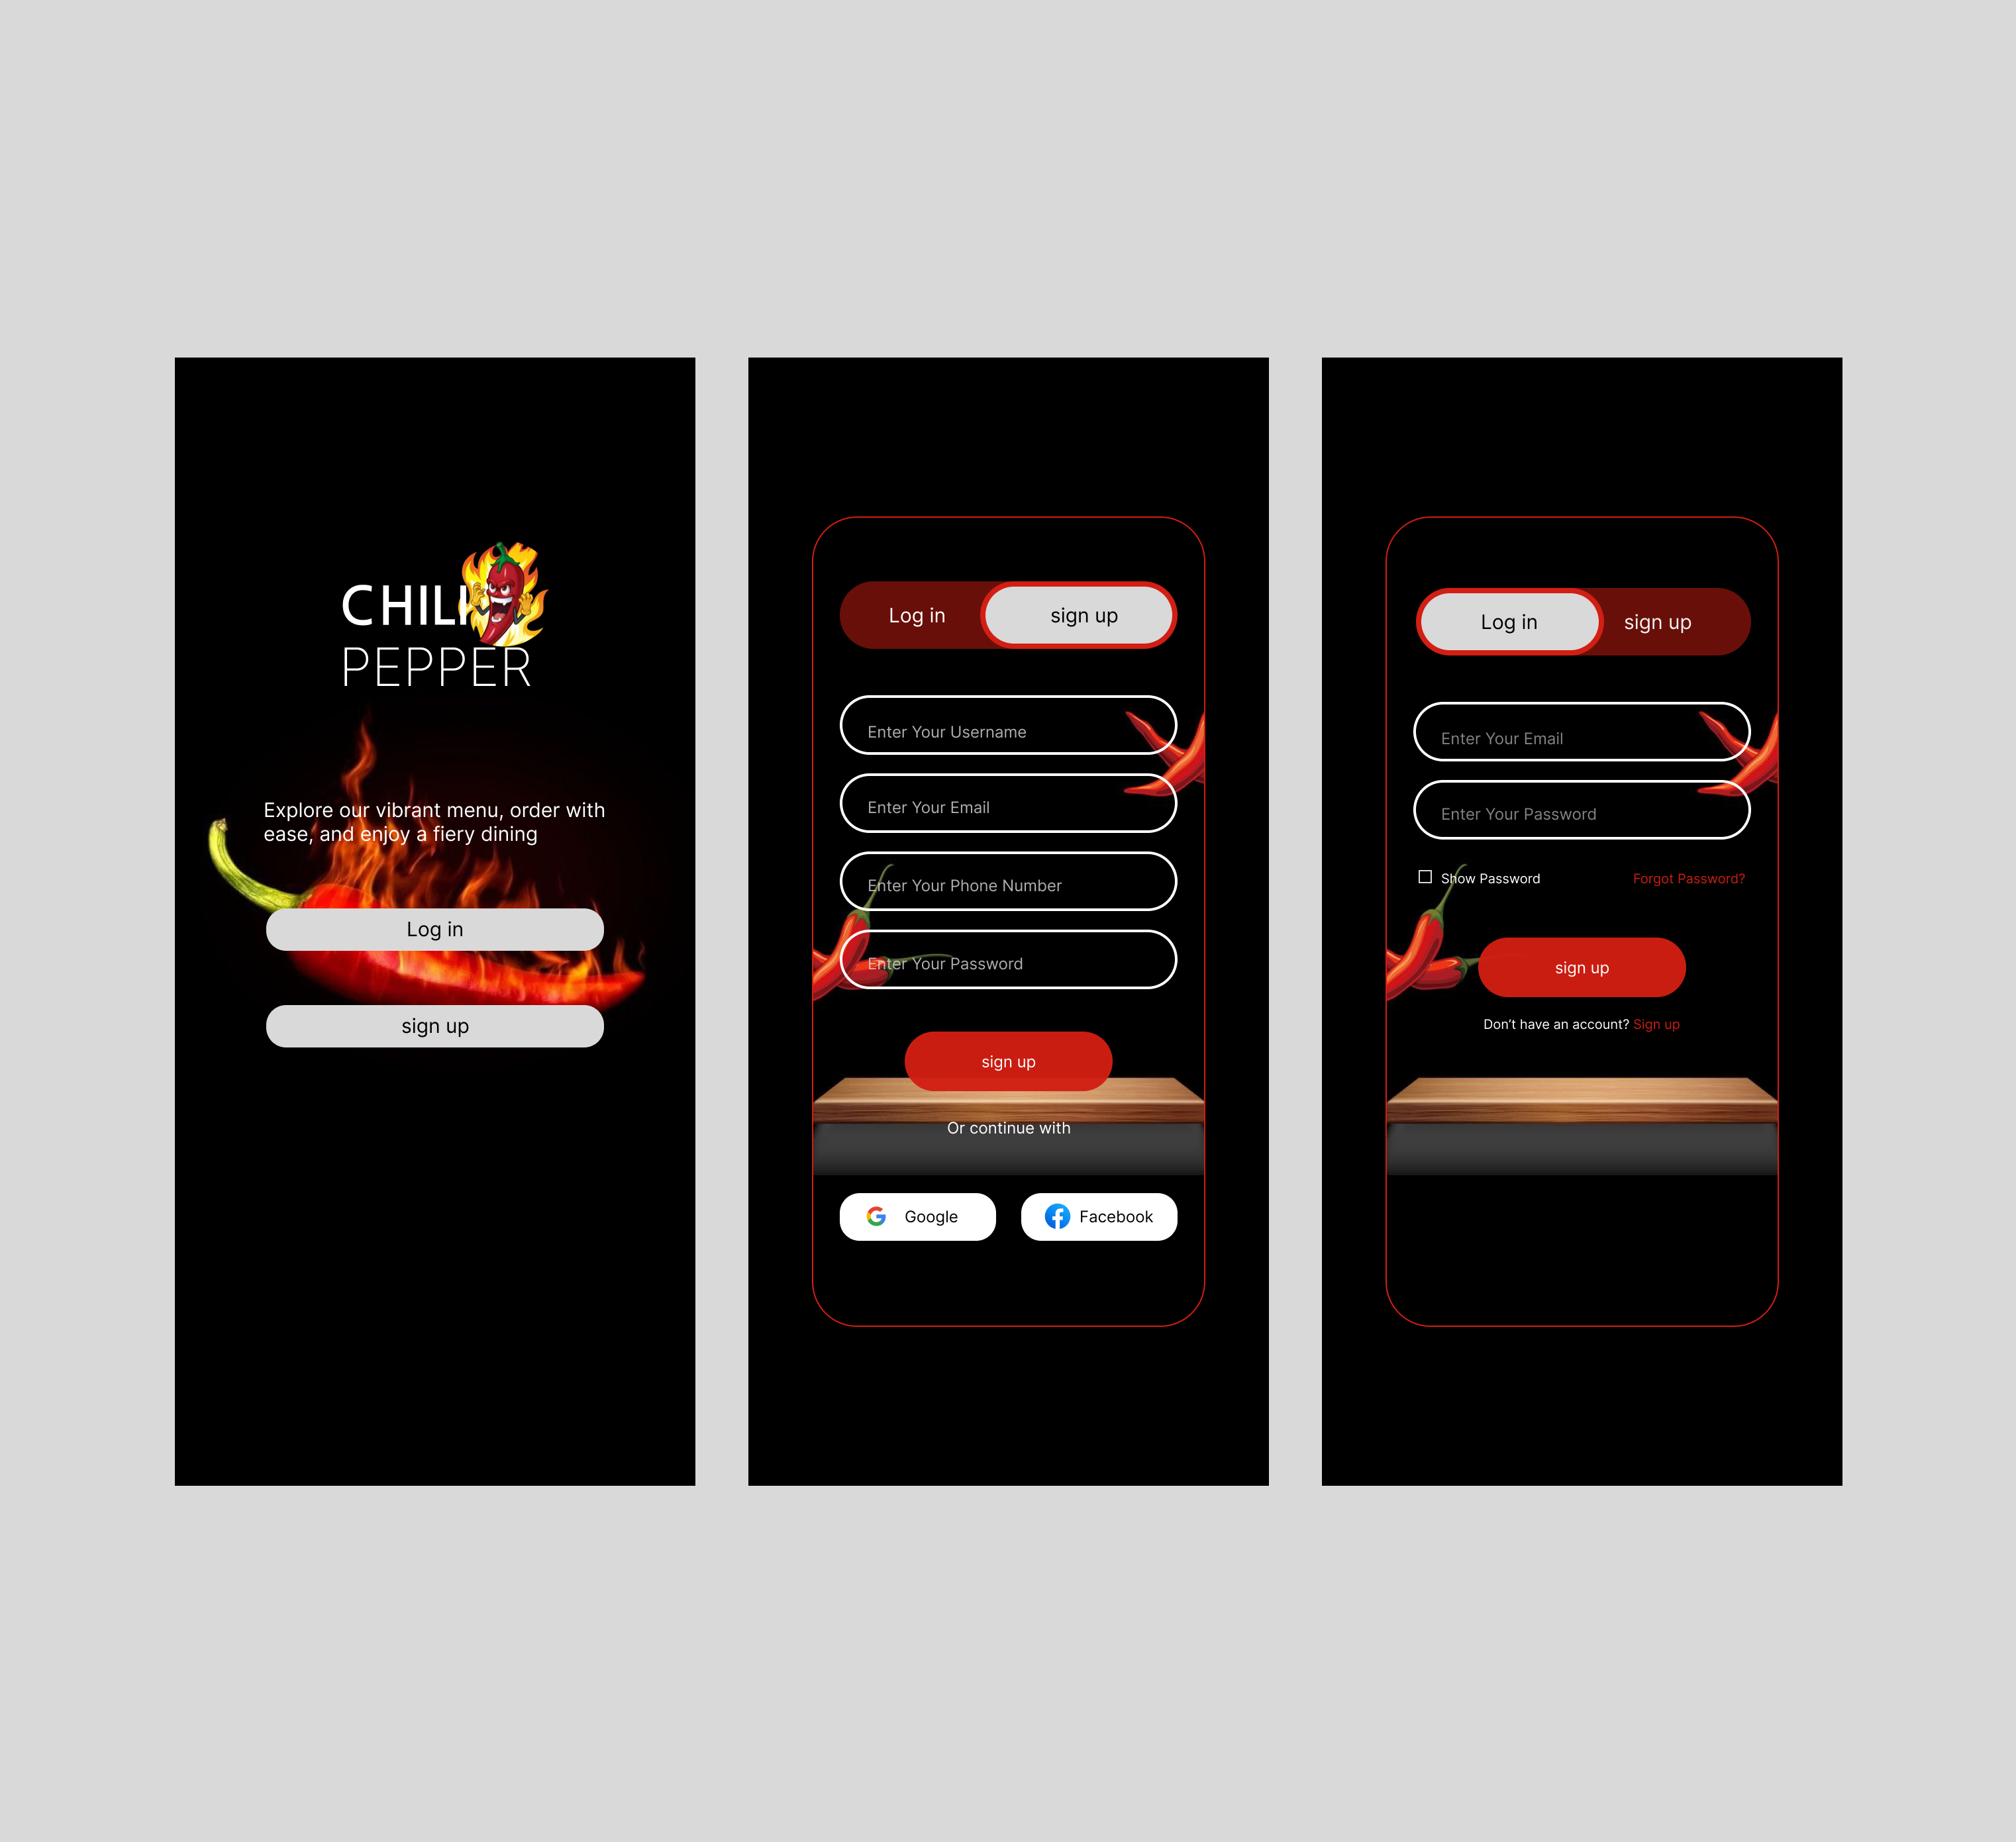 CHILI
PEPPER
Explore our vibrant menu, order with
ease, and enjoy a fiery dining
Log in
sign up
Log in
sign up
Enter Your Username
Enter Your Email
Enter Your Phone Number
Enter Your Password
sign up
Or continue with
Google
Facebook
Log in
sign up
Enter Your Email
Enter Your Password
Show Password
Forgot Password?
sign up
Don’t have an account? Sign up